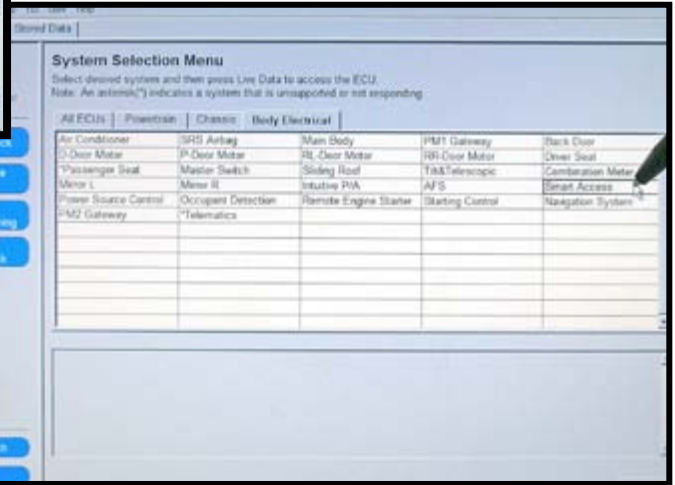 Stored Data
System Selection Menu
Select desired system and then press Live Data to access the ECU.
Note: An asterisk(*) indicates a system that is unsupported or not responding.
All ECUs Powertrain Chassis Body Electrical
Air Conditioner SRS Airbag Main Body PM1 Gateway Back Door
D-Door Motor P-Door Motor RL-Door Motor RR-Door Motor Driver Seat
*Passenger Seat Master Switch Sliding Roof Tilt&Telescopic Combination Meter
Mirror L Mirror R Intuitive P/A AFS Smart Access
Power Source Control Occupant Detection Remote Engine Starter Starting Control Navigation System
PM2 Gateway *Telematics